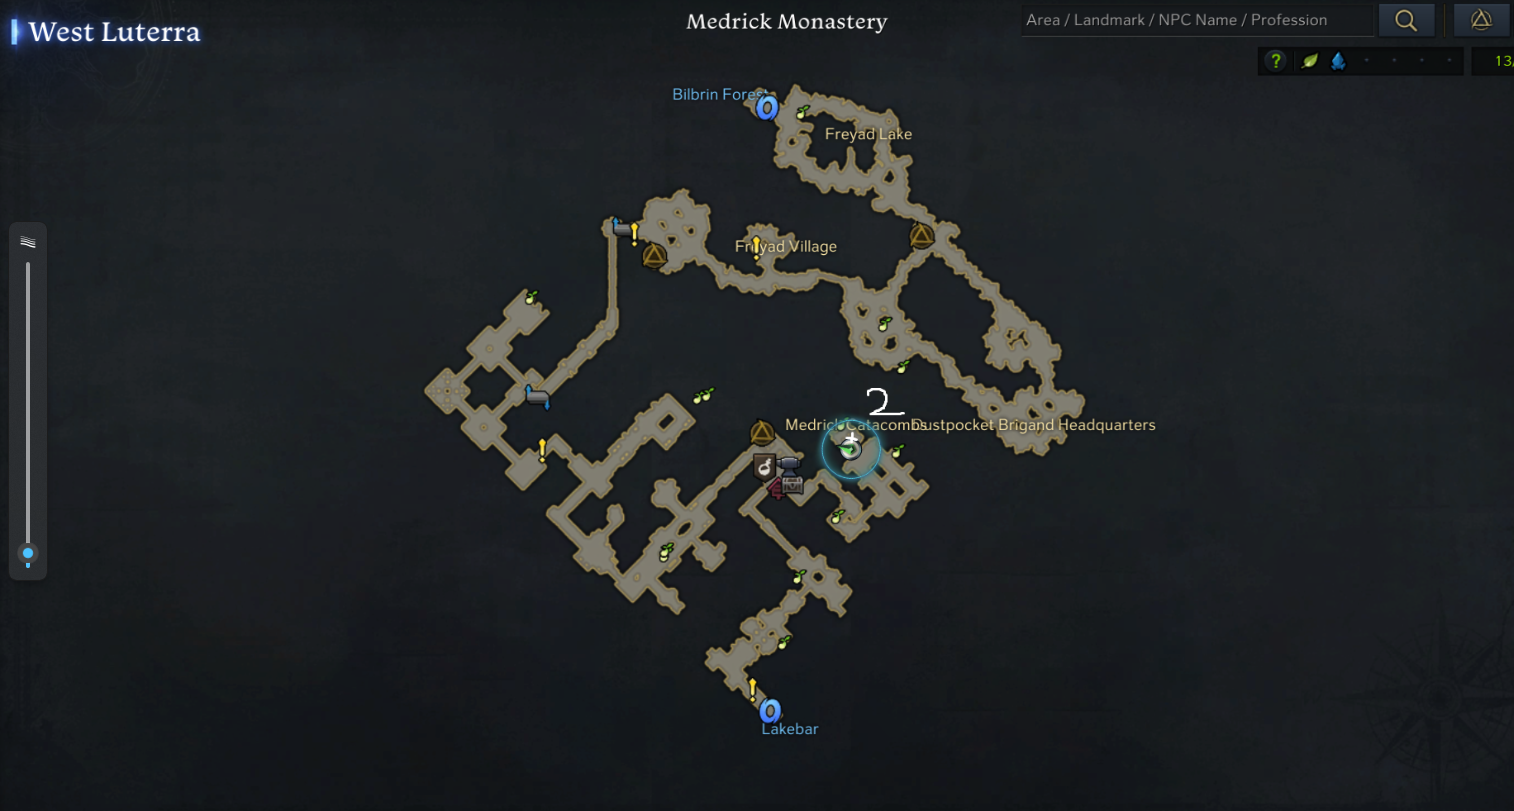 West Luterra
Medrick Monastery
Area / Landmark / NPC Name / Profession
?
13/
Bilbrin Forest
Freyad Lake
Freyad Village
2
Medrick Catacombs
Dustpocket Brigand Headquarters
Lakebar